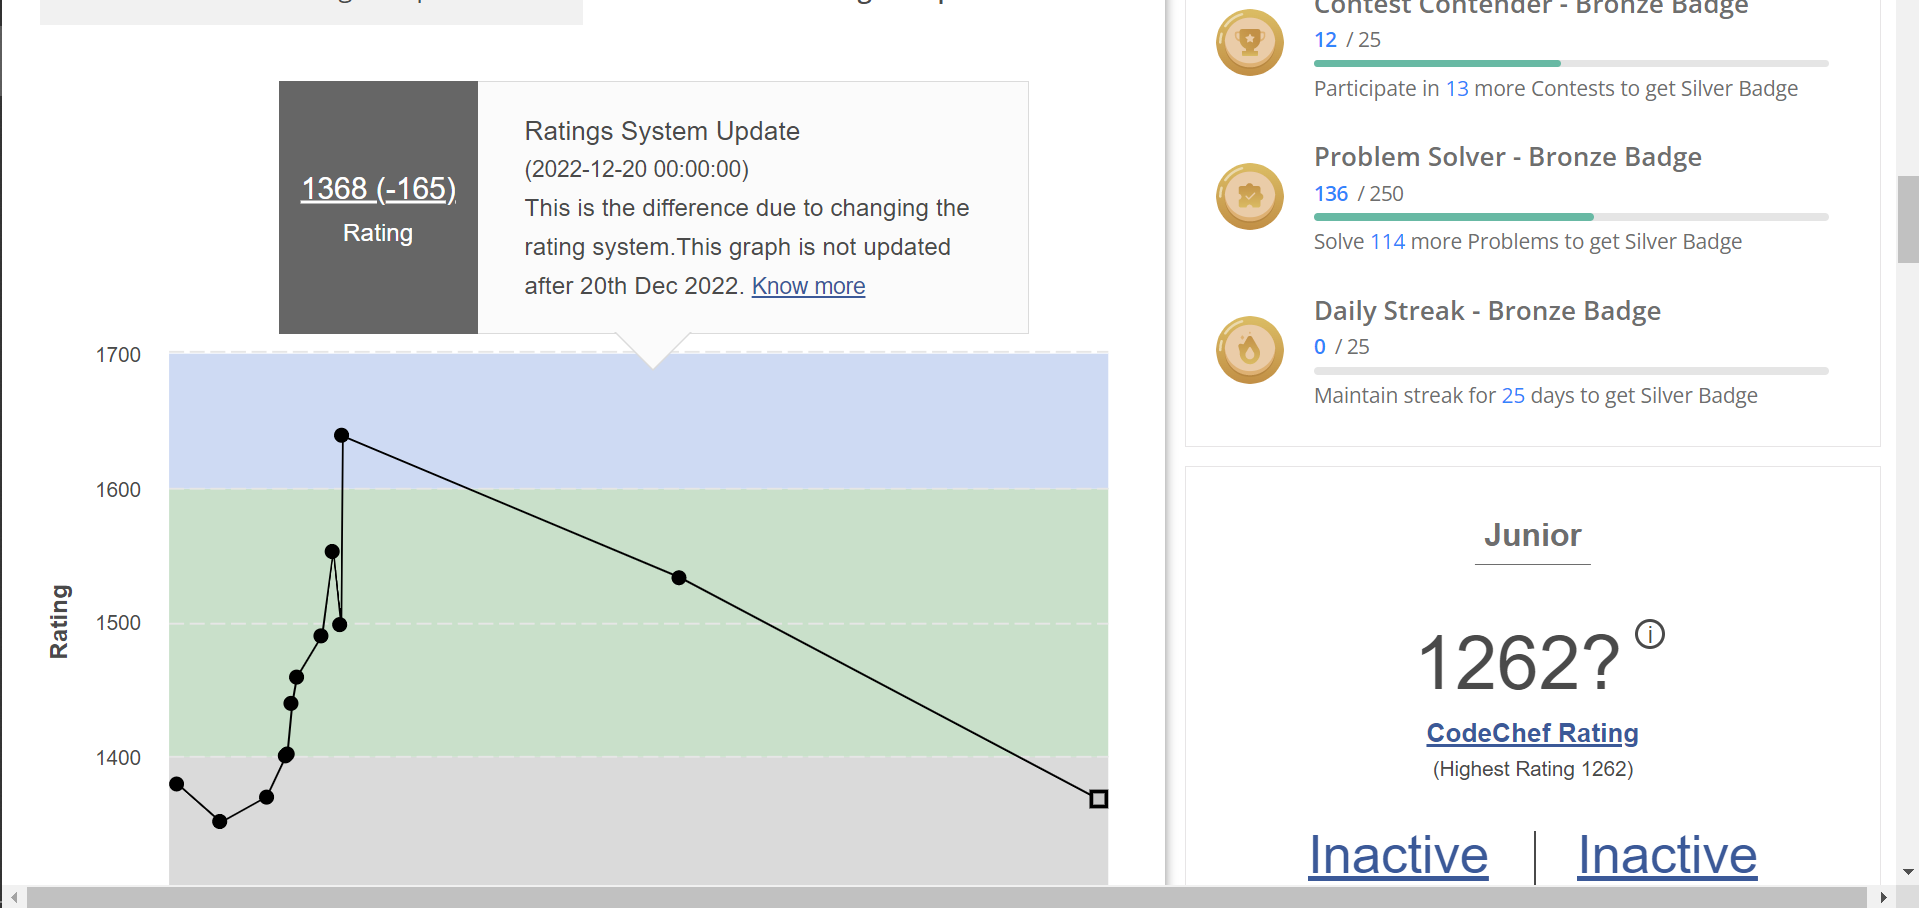 1368 (-165)
Rating
Ratings System Update
(2022-12-20 00:00:00)
This is the difference due to changing the
rating system.This graph is not updated
after 20th Dec 2022. Know more
1700
1600
1500
1400
Rating
Contest Contender - Bronze Badge
12 / 25
Participate in 13 more Contests to get Silver Badge
Problem Solver - Bronze Badge
136 / 250
Solve 114 more Problems to get Silver Badge
Daily Streak - Bronze Badge
0 / 25
Maintain streak for 25 days to get Silver Badge
Junior
1262? i
CodeChef Rating
(Highest Rating 1262)
Inactive | Inactive